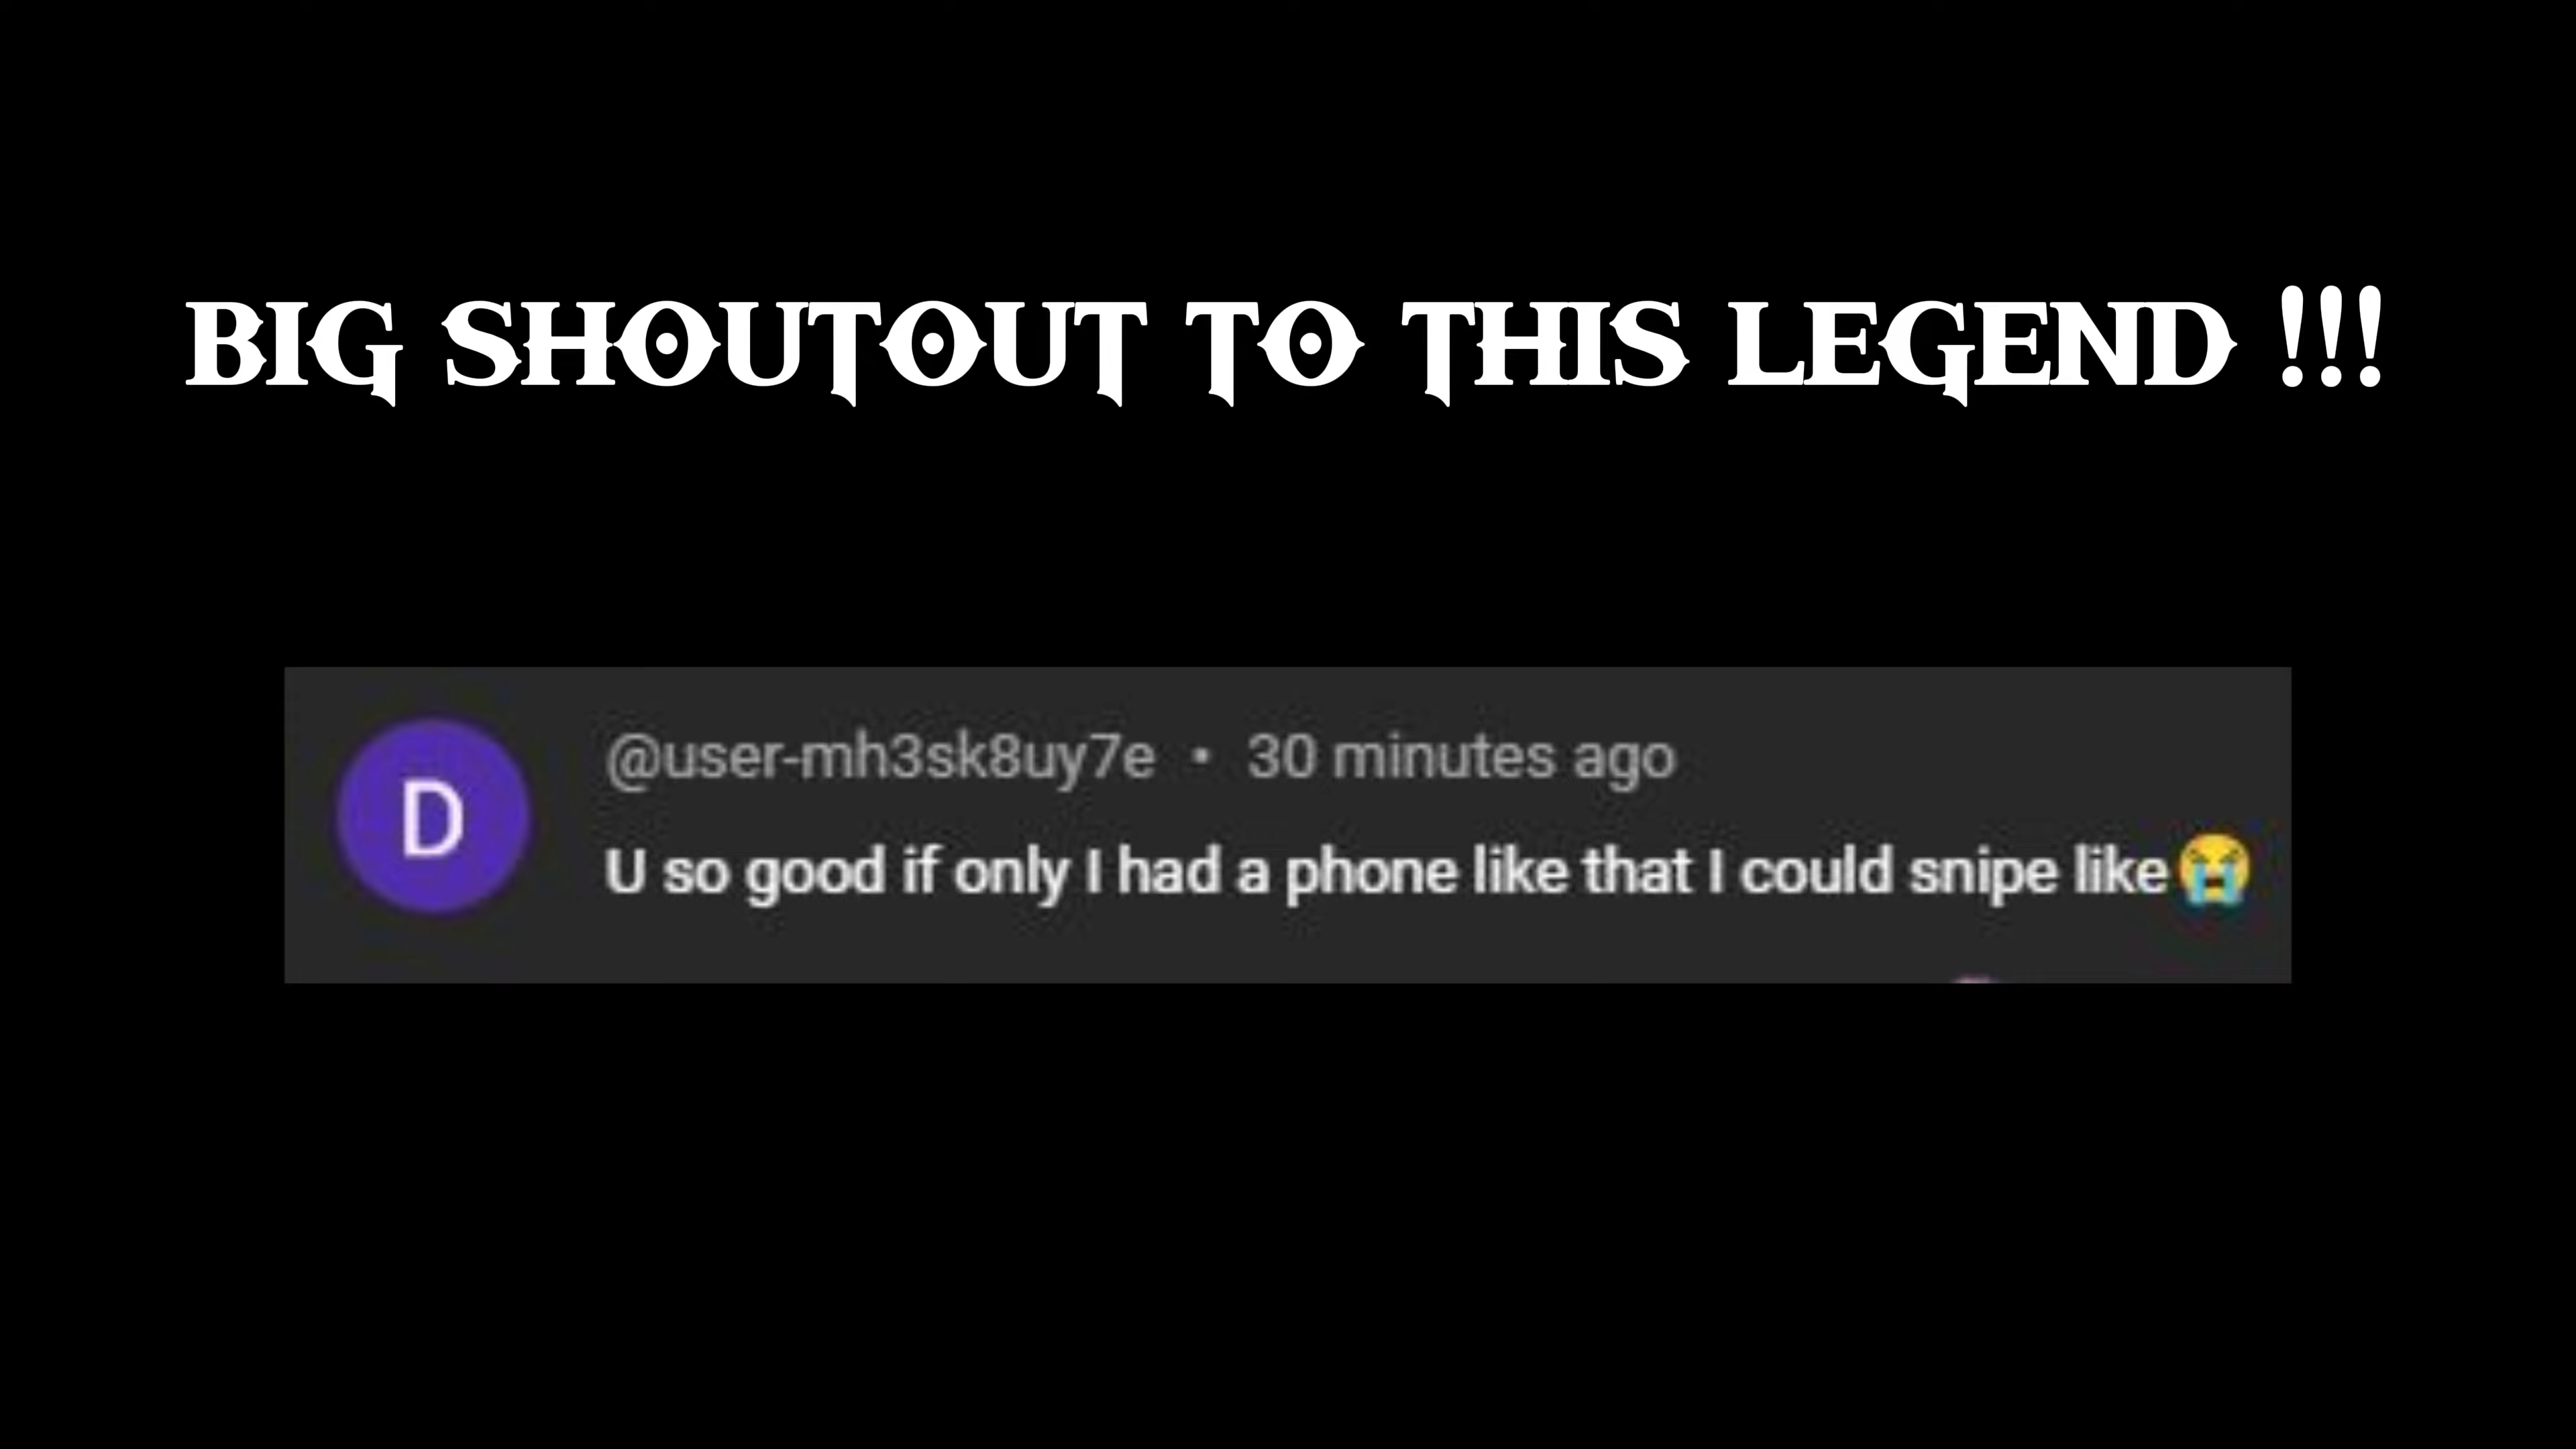 BIG SHOUTOUT TO THIS LEGEND !!!
D
@user-mh3sk8uy7e • 30 minutes ago
U so good if only I had a phone like that I could snipe like😭